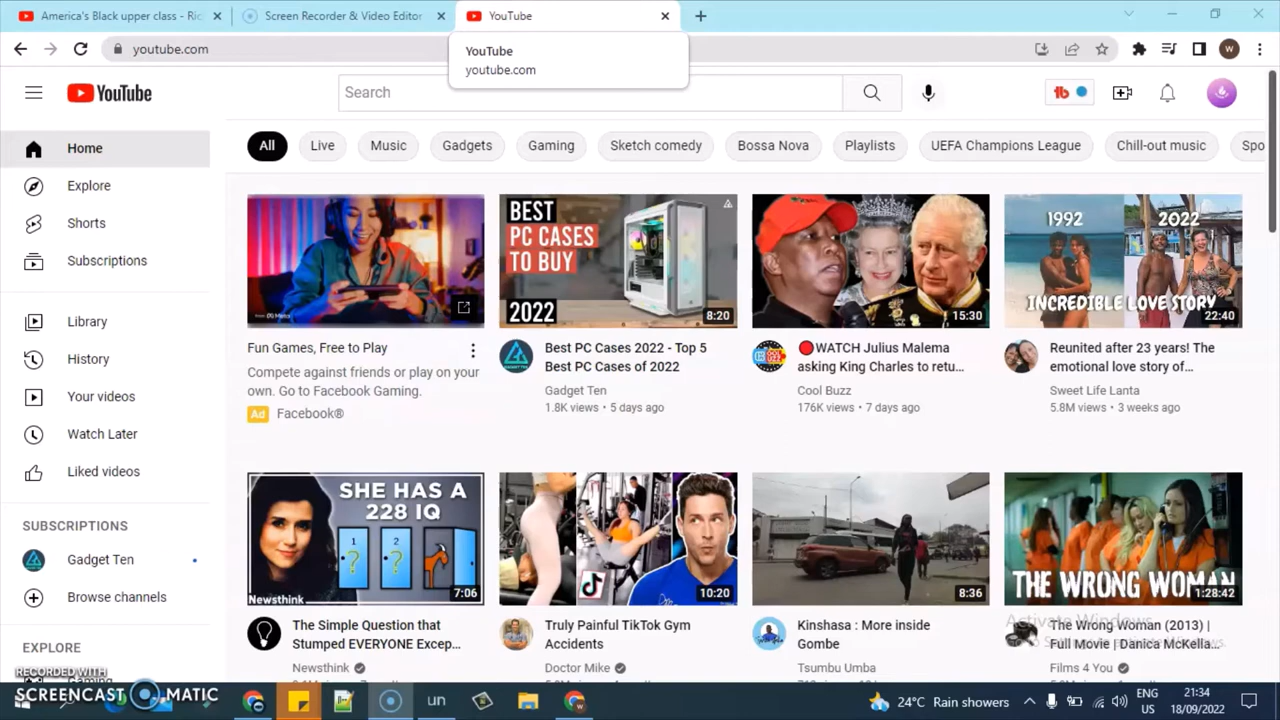 America's Black upper class - Ric
Screen Recorder & Video Editor
YouTube
youtube.com
YouTube
youtube.com
W
YouTube
Search
All
Live
Music
Gadgets
Gaming
Sketch comedy
Bossa Nova
Playlists
UEFA Champions League
Chill-out music
Spo
Home
Explore
Shorts
Subscriptions
Library
History
Your videos
Watch Later
Liked videos
SUBSCRIPTIONS
Gadget Ten
Browse channels
EXPLORE
Gaming
Fun Games, Free to Play
Compete against friends or play on your
own. Go to Facebook Gaming.
Ad Facebook®
BEST
PC CASES
TO BUY
2022
8:20
Best PC Cases 2022 - Top 5
Best PC Cases of 2022
Gadget Ten
1.8K views • 5 days ago
15:30
🔴WATCH Julius Malema
asking King Charles to retu...
Cool Buzz
176K views • 7 days ago
1992
2022
INCREDIBLE LOVE STORY
22:40
Reunited after 23 years! The
emotional love story of...
Sweet Life Lanta
5.8M views • 3 weeks ago
SHE HAS A
228 IQ
1
?
2
?
3
Newsthink
7:06
The Simple Question that
Stumped EVERYONE Excep...
Newsthink
10:20
Truly Painful TikTok Gym
Accidents
Doctor Mike
8:36
Kinshasa : More inside
Gombe
Tsumbu Umba
THE WRONG WOMAN
1:28:42
The Wrong Woman (2013) |
Full Movie | Danica McKella...
Films 4 You
Activate Windows
RECORDED WITH
SCREENCAST MATIC
un
24°C Rain showers
ENG
US
21:34
18/09/2022